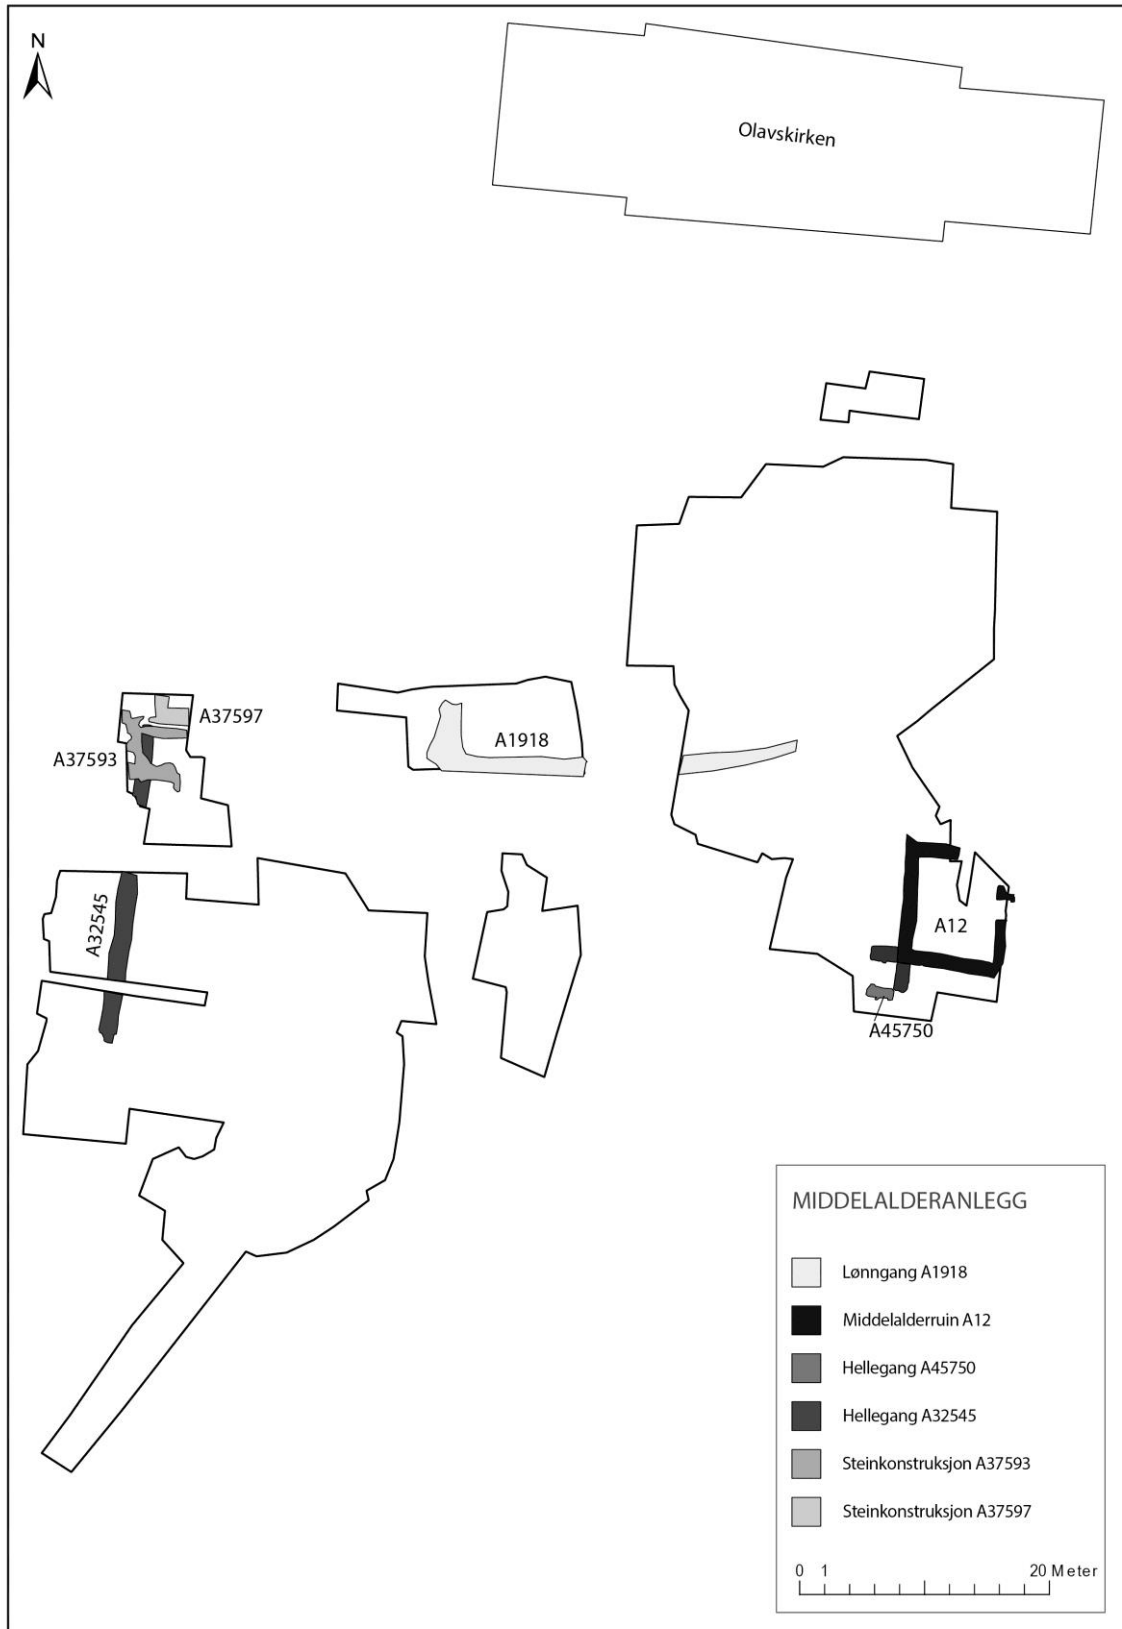 N
Olavskirken
A37597
A37593
A1918
A32545
A12
A45750
MIDDELALDERANLEGG
Lønngang A1918
Middelalderruin A12
Hellegang A45750
Hellegang A32545
Steinkonstruksjon A37593
Steinkonstruksjon A37597
0 1 20 Meter